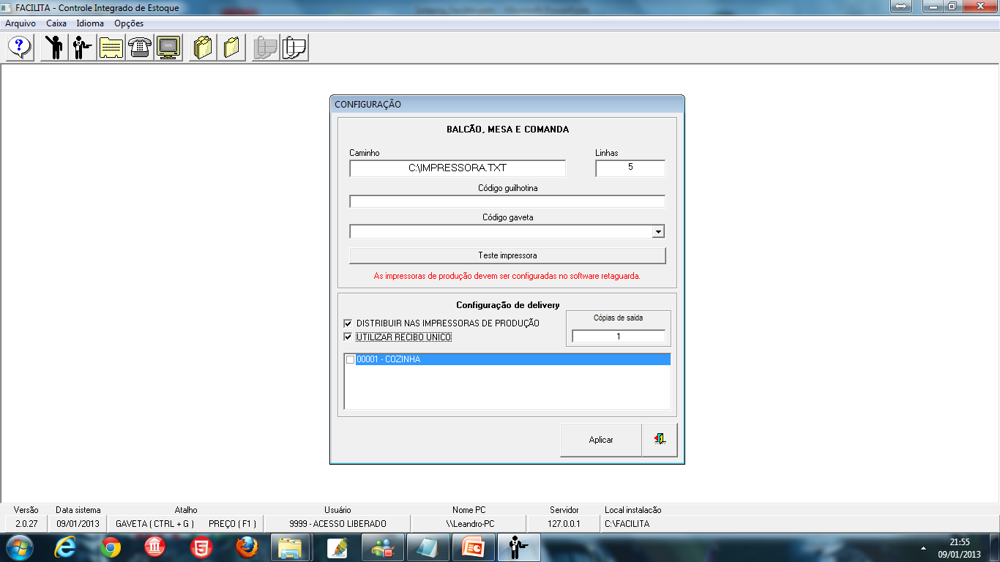 FACILITA - Controle Integrado de Estoque
Arquivo Caixa Idioma Opções
CONFIGURAÇÃO
BALCÃO, MESA E COMANDA
Caminho Linhas
C:\IMPRESSORA.TXT 5
Código guilhotina
Código gaveta
Teste impressora
As impressoras de produção devem ser configuradas no software retaguarda.
Configuração de delivery
Cópias de saída
DISTRIBUIR NAS IMPRESSORAS DE PRODUÇÃO
UTILIZAR RECIBO UNICO 1
00001 - COZINHA
Aplicar
Versão Data sistema Atalho Usuário Nome PC Servidor Local instalacão
2.0.27 09/01/2013 GAVETA ( CTRL + G ) PREÇO ( F1 ) 9999 - ACESSO LIBERADO \\Leandro-PC 127.0.0.1 C:\FACILITA
21:55
09/01/2013